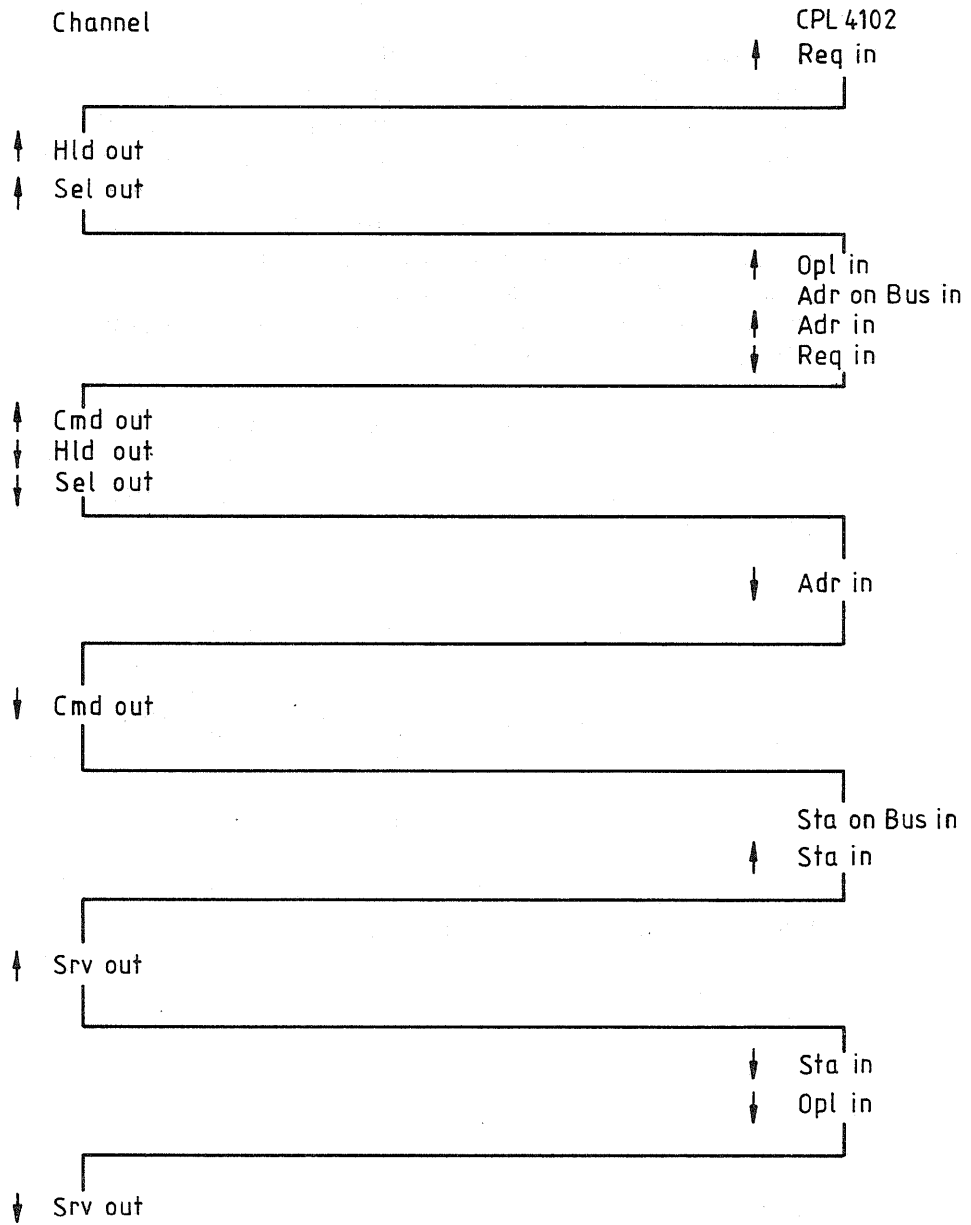 Channel
CPL 4102
↑ Req in
↑ Hld out
↑ Sel out
↑ Opl in
Adr on Bus in
↑ Adr in
↓ Req in
↑ Cmd out
↓ Hld out
↓ Sel out
↓ Adr in
↓ Cmd out
Sta on Bus in
↑ Sta in
↑ Srv out
↓ Sta in
↓ Opl in
↓ Srv out